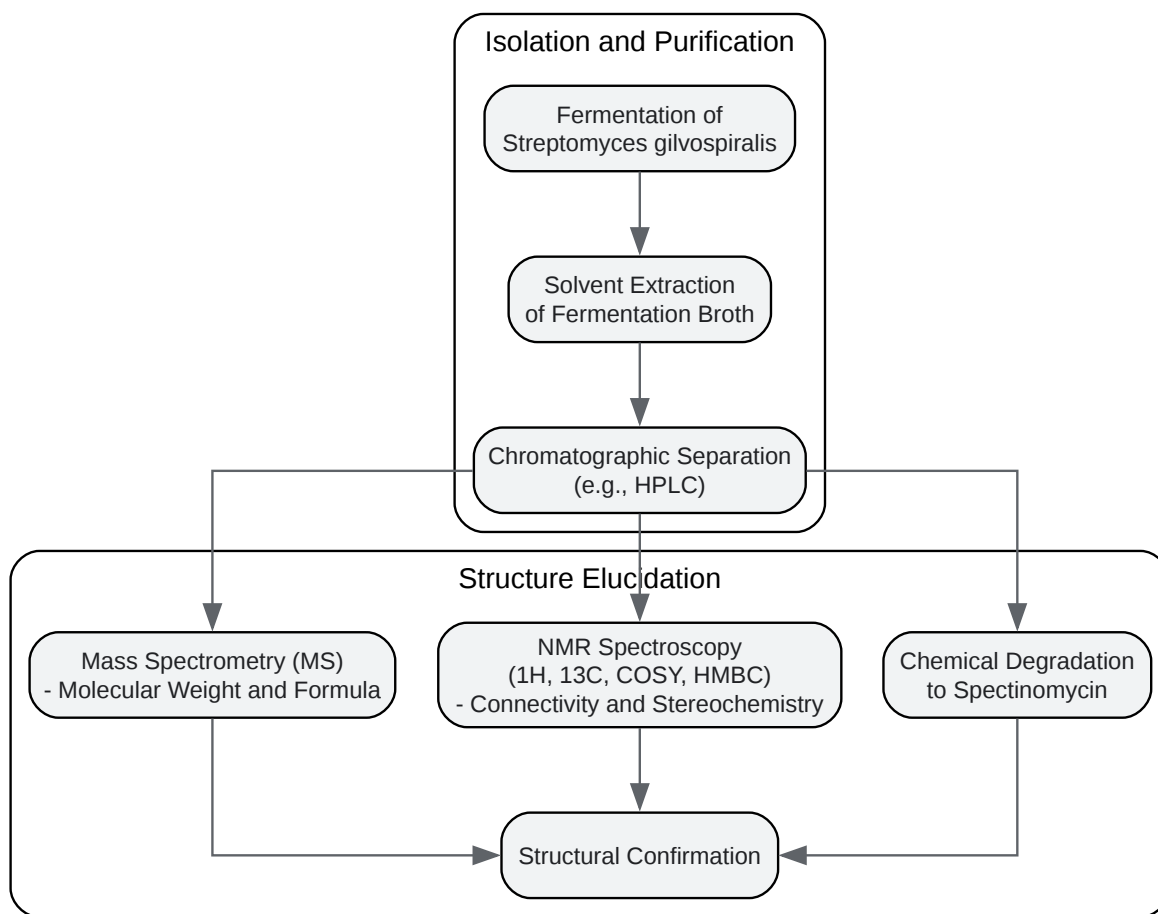 Isolation and Purification
Fermentation of
Streptomyces gilvospiralis
Solvent Extraction
of Fermentation Broth
Chromatographic Separation
(e.g., HPLC)
Structure Elucidation
Mass Spectrometry (MS)
- Molecular Weight and Formula
NMR Spectroscopy
(1H, 13C, COSY, HMBC)
- Connectivity and Stereochemistry
Chemical Degradation
to Spectinomycin
Structural Confirmation